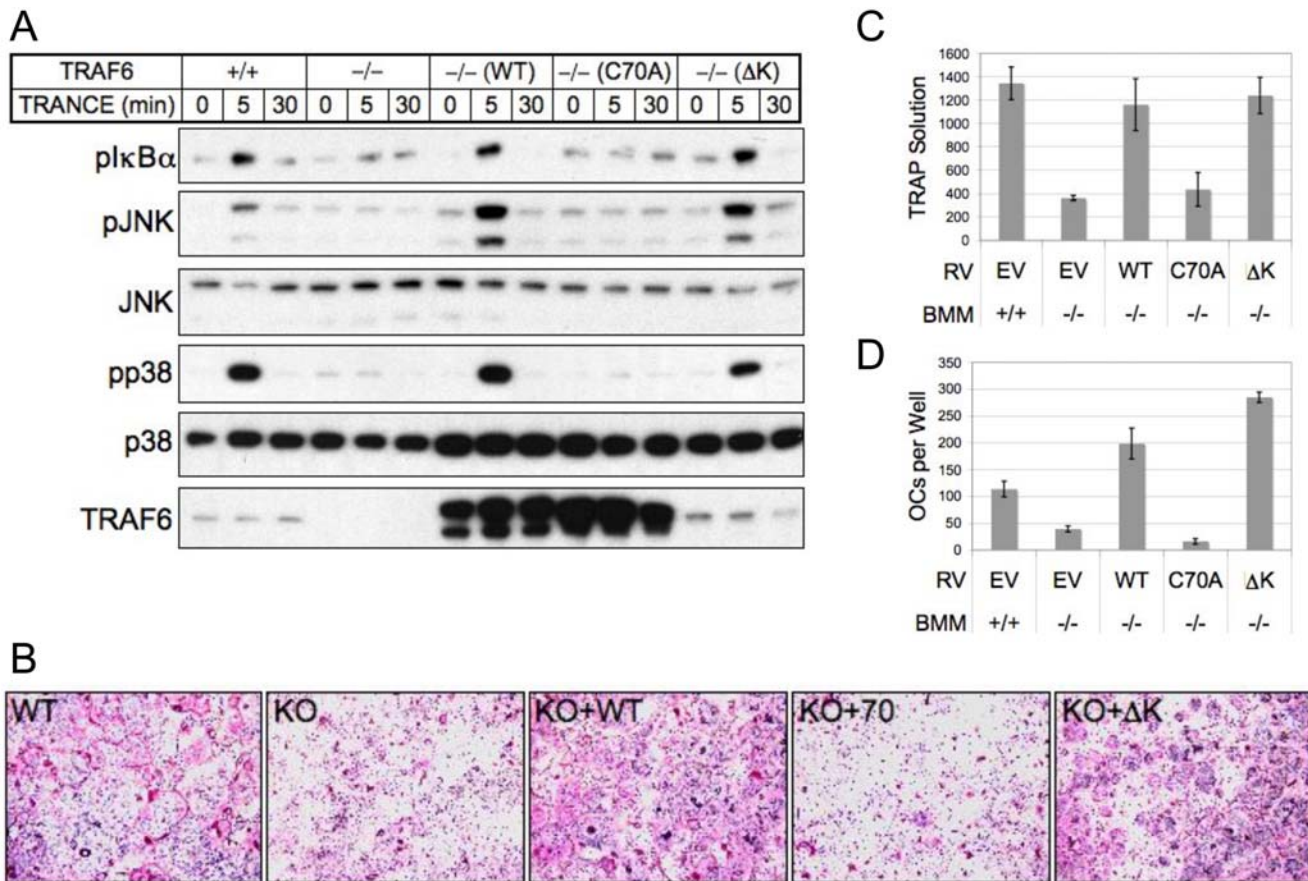 A
TRAF6 +/+ –/– –/– (WT) –/– (C70A) –/– (ΔK)
TRANCE (min) 0 5 30 0 5 30 0 5 30 0 5 30 0 5 30
pIκBα
pJNK
JNK
pp38
p38
TRAF6
C
TRAP Solution
1600
1400
1200
1000
800
600
400
200
0
RV EV EV WT C70A ΔK
BMM +/+ -/- -/- -/- -/-
D
OCs per Well
350
300
250
200
150
100
50
0
RV EV EV WT C70A ΔK
BMM +/+ -/- -/- -/- -/-
B
WT KO KO+WT KO+70 KO+ΔK